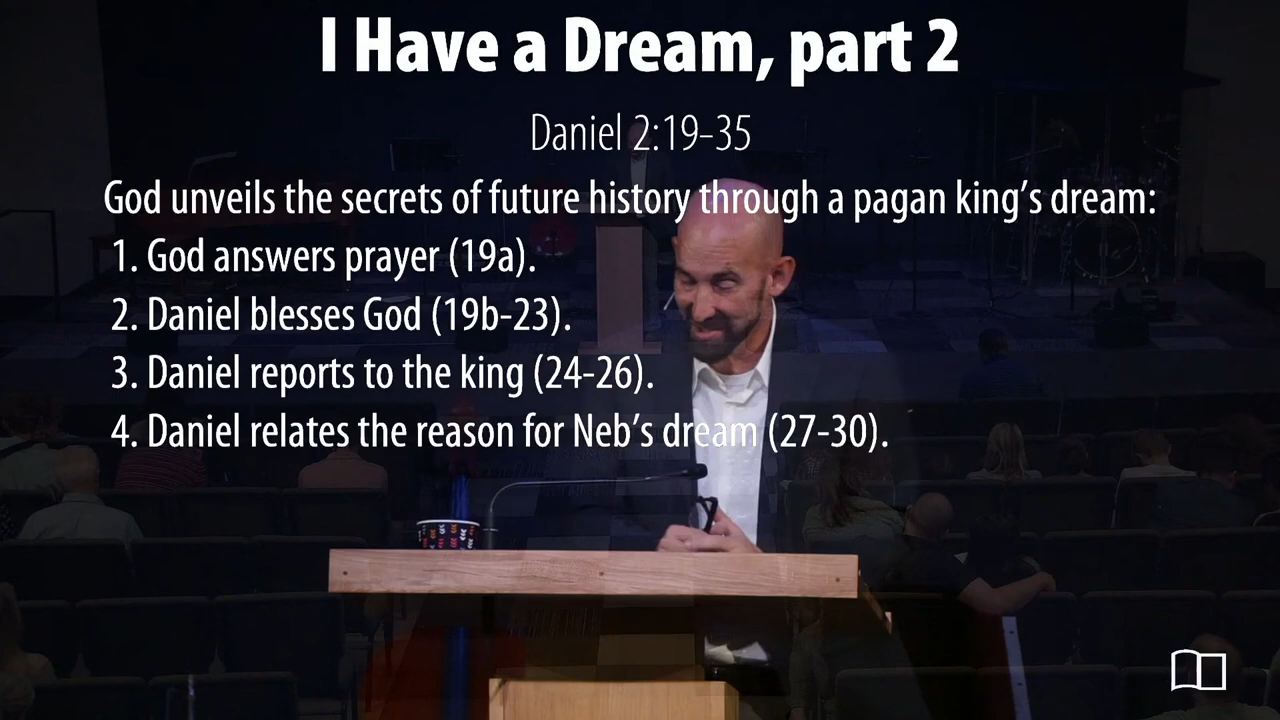 I Have a Dream, part 2
Daniel 2:19-35
God unveils the secrets of future history through a pagan king's dream:
1. God answers prayer (19a).
2. Daniel blesses God (19b-23).
3. Daniel reports to the king (24-26).
4. Daniel relates the reason for Neb's dream (27-30).